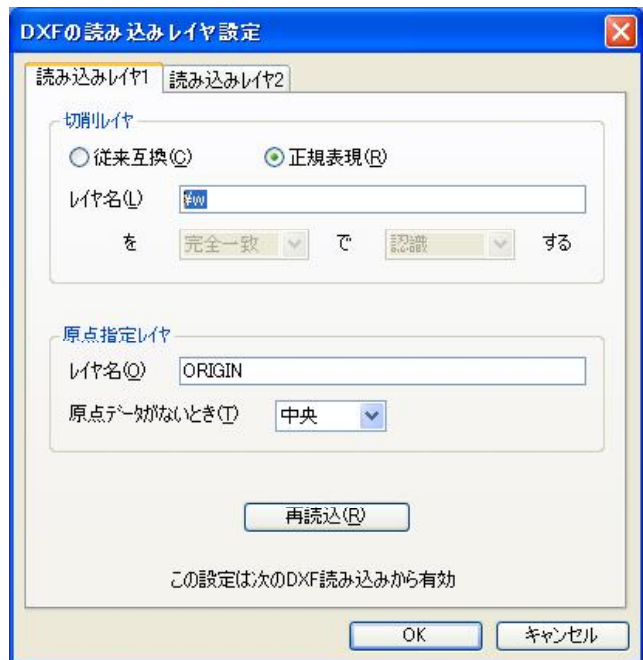 DXFの読み込みレイヤ設定
読み込みレイヤ1 読み込みレイヤ2
切削レイヤ
従来互換(C) 正規表現(R)
レイヤ名(L) ¥w
を 完全一致 で 認識 する
原点指定レイヤ
レイヤ名(O) ORIGIN
原点データがないとき(T) 中央
再読込(R)
この設定は次のDXF読み込みから有効
OK キャンセル